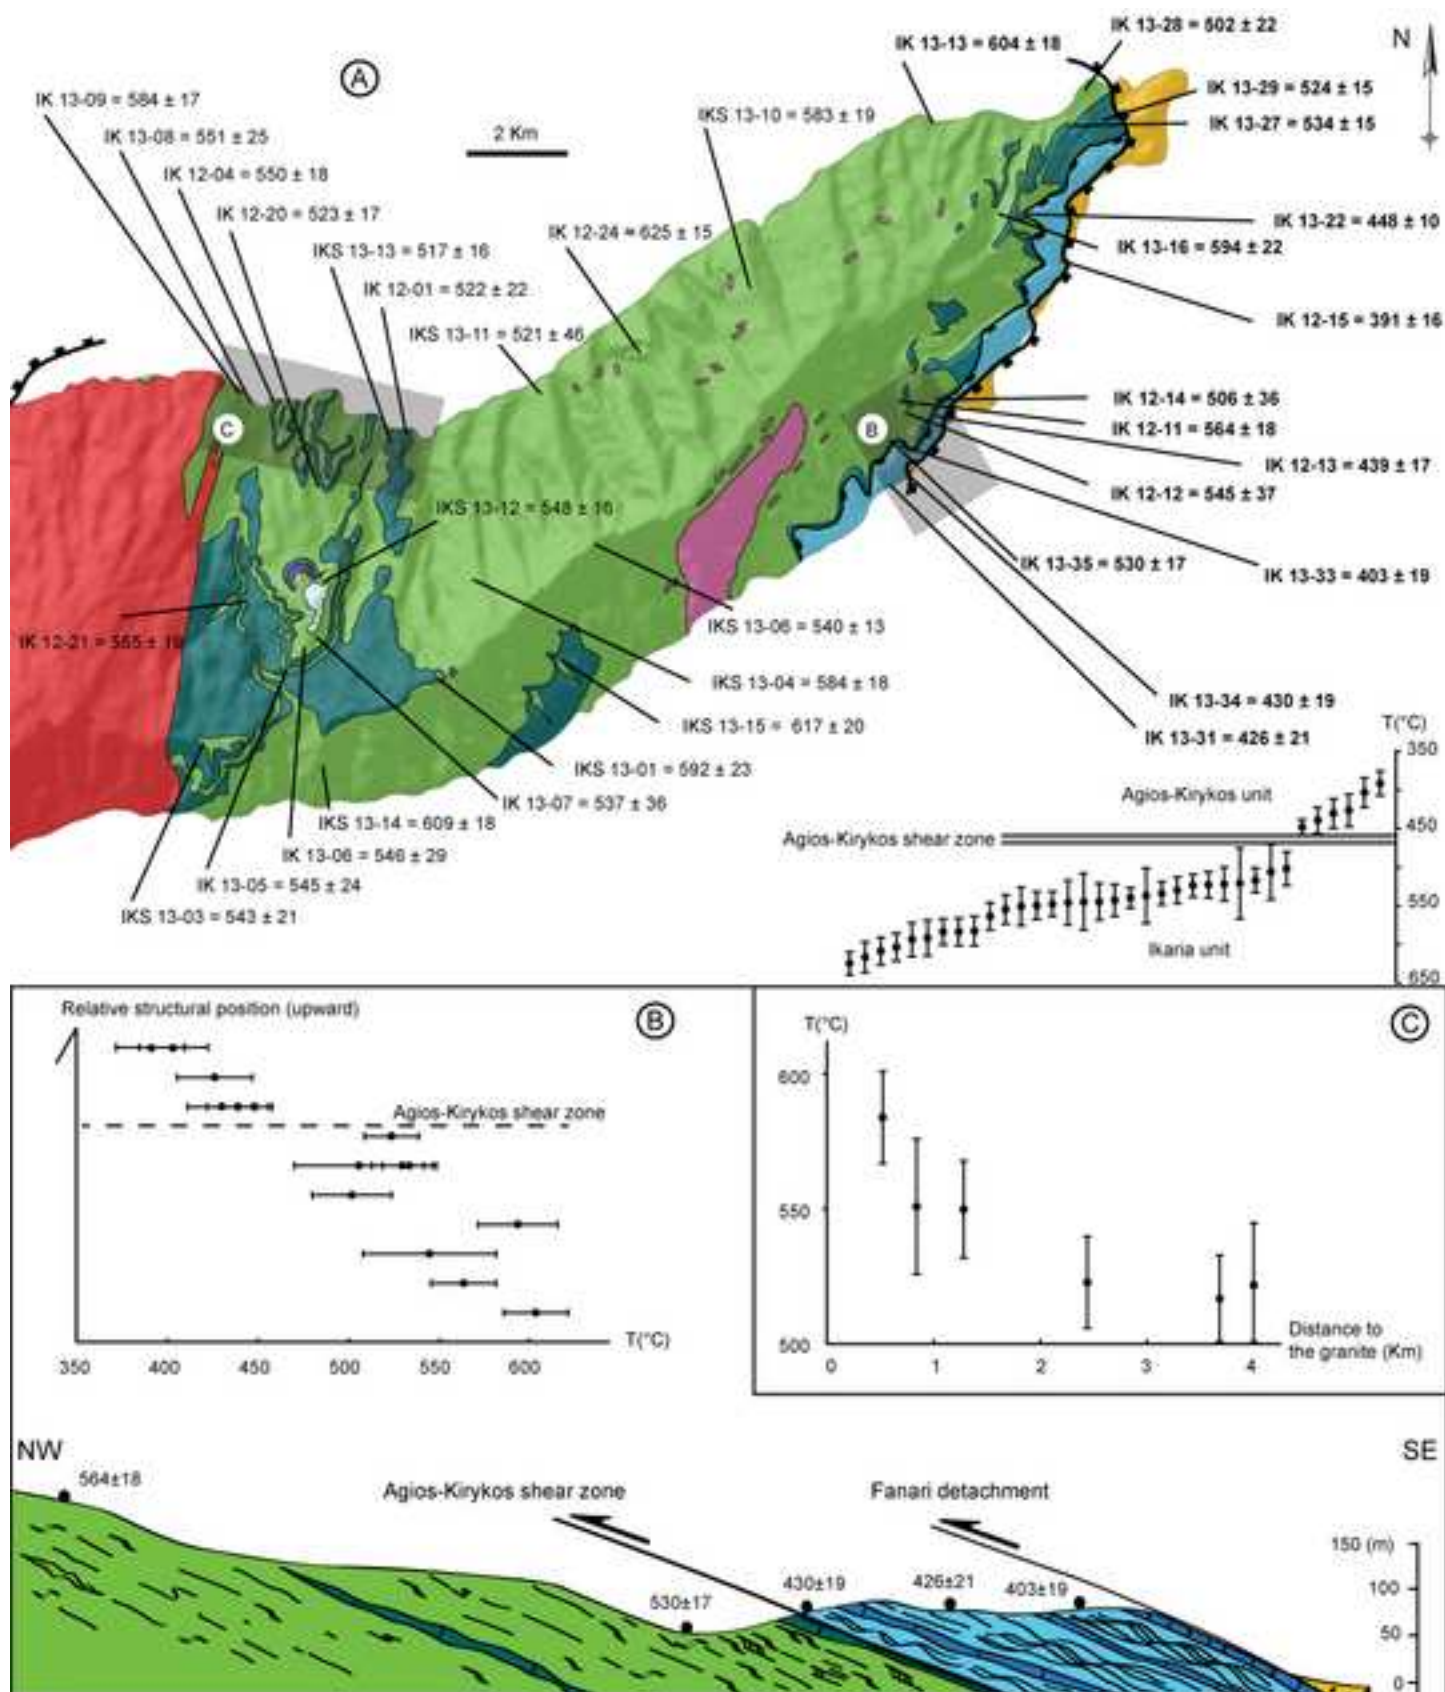 IK 13-28 = 502 ± 22
IK 13-13 = 604 ± 18
N
A
IK 13-29 = 524 ± 15
IK 13-09 = 584 ± 17
IKS 13-10 = 583 ± 19
IK 13-27 = 534 ± 15
IK 13-08 = 551 ± 25
2 Km
IK 12-04 = 550 ± 18
IK 12-20 = 523 ± 17
IK 13-22 = 448 ± 10
IK 12-24 = 625 ± 15
IK 13-16 = 594 ± 22
IKS 13-13 = 517 ± 16
IK 12-01 = 522 ± 22
IK 12-15 = 391 ± 16
IKS 13-11 = 521 ± 46
IK 12-14 = 506 ± 36
C
B
IK 12-11 = 564 ± 18
IK 12-13 = 439 ± 17
IK 12-12 = 545 ± 37
IKS 13-12 = 548 ± 16
IK 13-35 = 530 ± 17
IK 13-33 = 403 ± 19
IKS 13-06 = 540 ± 13
IK 12-21 = 555 ± 19
IKS 13-04 = 584 ± 18
IK 13-34 = 430 ± 19
IKS 13-15 = 617 ± 20
IK 13-31 = 426 ± 21
T(°C)
350
IKS 13-01 = 592 ± 23
Agios-Kirykos unit
IK 13-07 = 537 ± 36
IKS 13-14 = 609 ± 18
450
Agios-Kirykos shear zone
IK 13-06 = 546 ± 29
IK 13-05 = 545 ± 24
550
IKS 13-03 = 543 ± 21
Ikaria unit
650
Relative structural position (upward)
B
Agios-Kirykos shear zone
T(°C)
350 400 450 500 550 600
T(°C)
C
600
550
500
Distance to
the granite (Km)
0 1 2 3 4
NW
SE
564±18
Agios-Kirykos shear zone
Fanari detachment
150 (m)
530±17
430±19
426±21
403±19
100
50
0